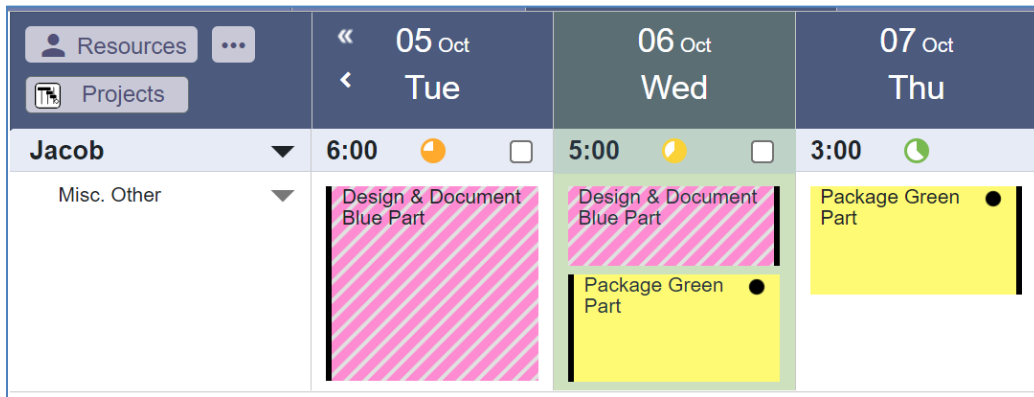 Resources
Projects
«
05 Oct
‹
Tue
06 Oct
Wed
07 Oct
Thu
Jacob
6:00
5:00
3:00
Misc. Other
Design & Document
Blue Part
Design & Document
Blue Part
Package Green
Part
Package Green
Part